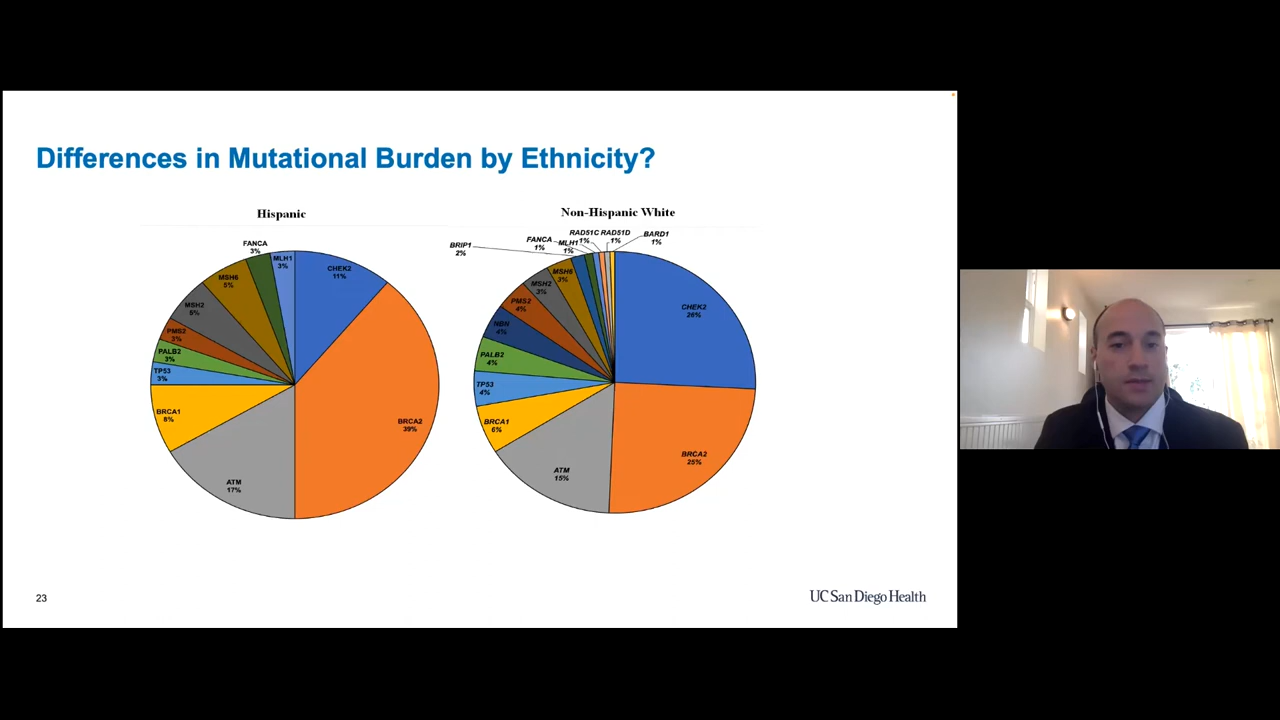 Differences in Mutational Burden by Ethnicity?
Hispanic
FANCA
3%
MLH1
3%
CHEK2
11%
MSH6
5%
MSH2
5%
PMS2
3%
PALB2
3%
TP53
3%
BRCA1
8%
ATM
17%
BRCA2
39%
Non-Hispanic White
BRIP1
2%
FANCA
1%
MLH1
1%
RAD51C
1%
RAD51D
1%
BARD1
1%
CHEK2
26%
MSH6
3%
MSH2
3%
PMS2
4%
NBN
4%
PALB2
4%
TP53
4%
BRCA1
6%
ATM
15%
BRCA2
25%
23
UC San Diego Health